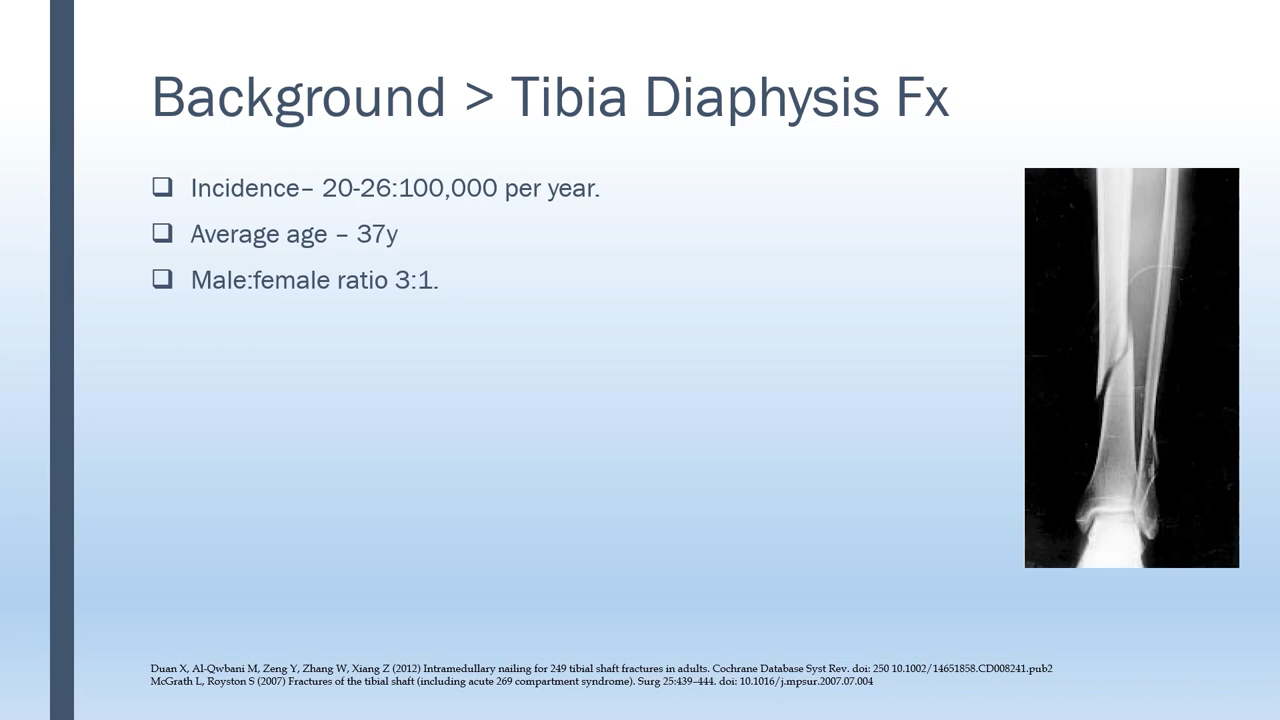 Background > Tibia Diaphysis Fx
❑ Incidence– 20-26:100,000 per year.
❑ Average age – 37y
❑ Male:female ratio 3:1.
Duan X, Al-Qwbani M, Zeng Y, Zhang W, Xiang Z (2012) Intramedullary nailing for 249 tibial shaft fractures in adults. Cochrane Database Syst Rev. doi: 250 10.1002/14651858.CD008241.pub2
McGrath L, Royston S (2007) Fractures of the tibial shaft (including acute 269 compartment syndrome). Surg 25:439–444. doi: 10.1016/j.mpsur.2007.07.004